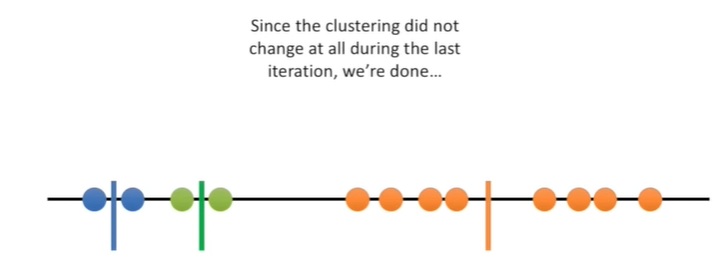 Since the clustering did not
change at all during the last
iteration, we’re done…